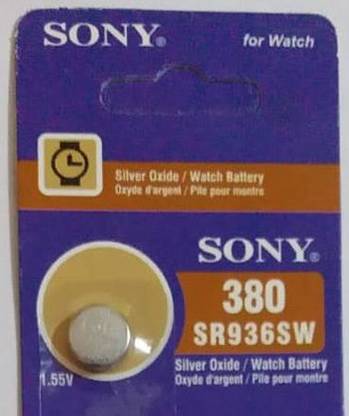 SONY®
for Watch
Silver Oxide / Watch Battery
Oxyde d'argent / Pile pour montre
SONY®
380
SR936SW
Silver Oxide / Watch Battery
Oxyde d'argent / Pile pour montre
1.55V